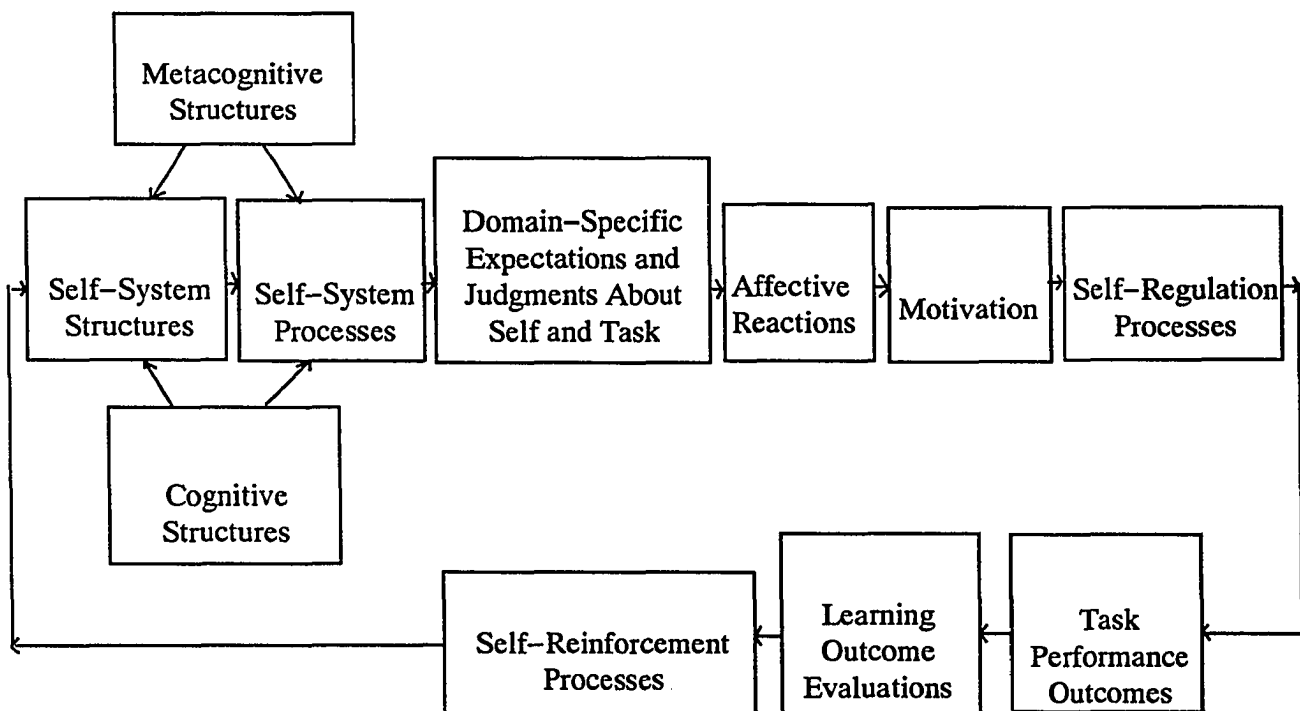 Metacognitive
Structures
Self–System
Structures
Self–System
Processes
Domain–Specific
Expectations and
Judgments About
Self and Task
Affective
Reactions
Motivation
Self–Regulation
Processes
Cognitive
Structures
Self–Reinforcement
Processes
Learning
Outcome
Evaluations
Task
Performance
Outcomes